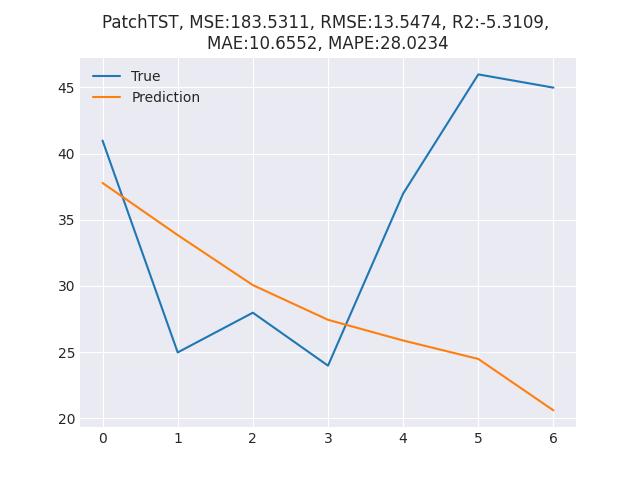 PatchTST, MSE:183.5311, RMSE:13.5474, R2:-5.3109,
MAE:10.6552, MAPE:28.0234
True
Prediction
45
40
35
30
25
20
0 1 2 3 4 5 6